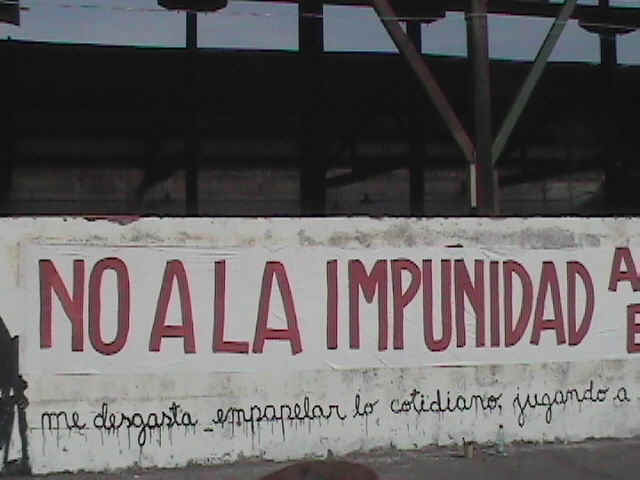 NO A LA IMPUNIDAD A
E
me desgasta empapelar lo cotidiano, jugando a